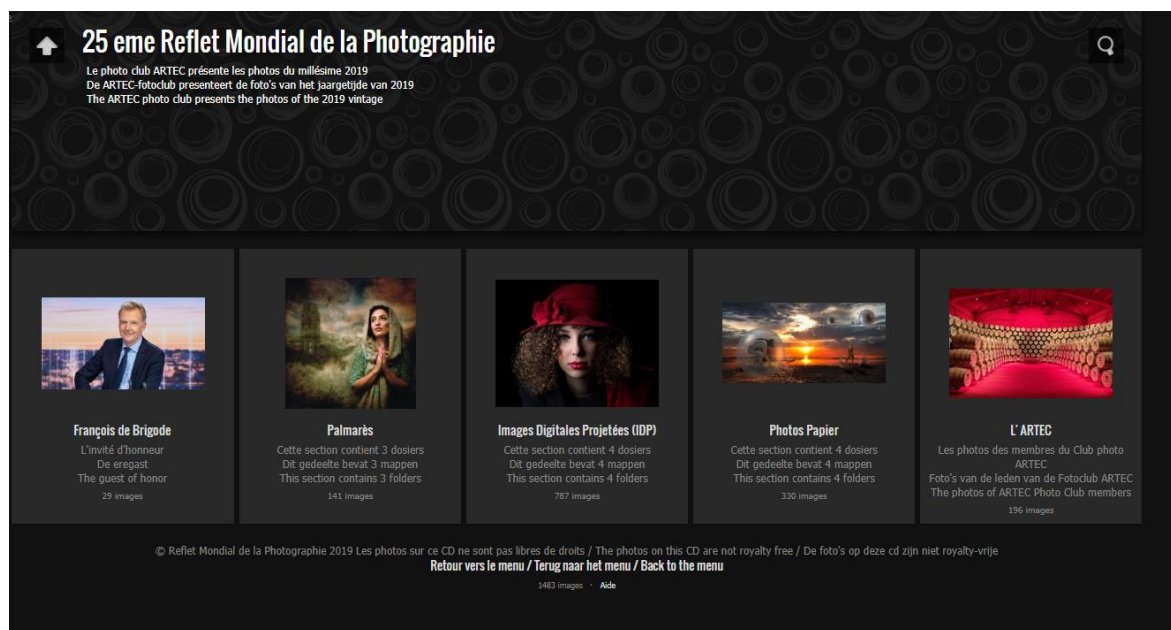 25 eme Reflet Mondial de la Photographie
Le photo club ARTEC présente les photos du millésime 2019
De ARTEC-fotoclub presenteert de foto's van het jaargetijde van 2019
The ARTEC photo club presents the photos of the 2019 vintage
François de Brigode
L'invité d'honneur
De eregast
The guest of honor
29 images
Palmarès
Cette section contient 3 dosiers
Dit gedeelte bevat 3 mappen
This section contains 3 folders
141 images
Images Digitales Projetées (IDP)
Cette section contient 4 dosiers
Dit gedeelte bevat 4 mappen
This section contains 4 folders
787 images
Photos Papier
Cette section contient 4 dosiers
Dit gedeelte bevat 4 mappen
This section contains 4 folders
330 images
L' ARTEC
Les photos des membres du Club photo
ARTEC
Foto's van de leden van de Fotoclub ARTEC
The photos of ARTEC Photo Club members
196 images
© Reflet Mondial de la Photographie 2019 Les photos sur ce CD ne sont pas libres de droits / The photos on this CD are not royalty free / De foto's op deze cd zijn niet royalty-vrije
Retour vers le menu / Terug naar het menu / Back to the menu
1483 images · Aide